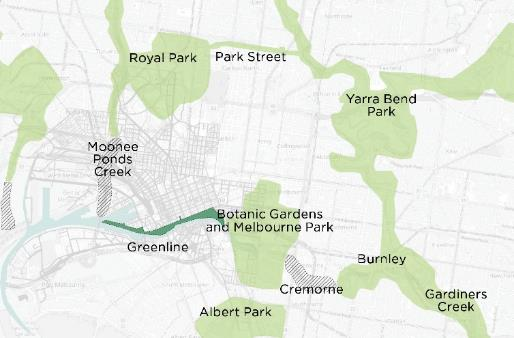 Royal Park
Park Street
Yarra Bend
Park
Moonee
Ponds
Creek
Botanic Gardens
and Melbourne Park
Greenline
Burnley
Cremorne
Gardiners
Creek
Albert Park